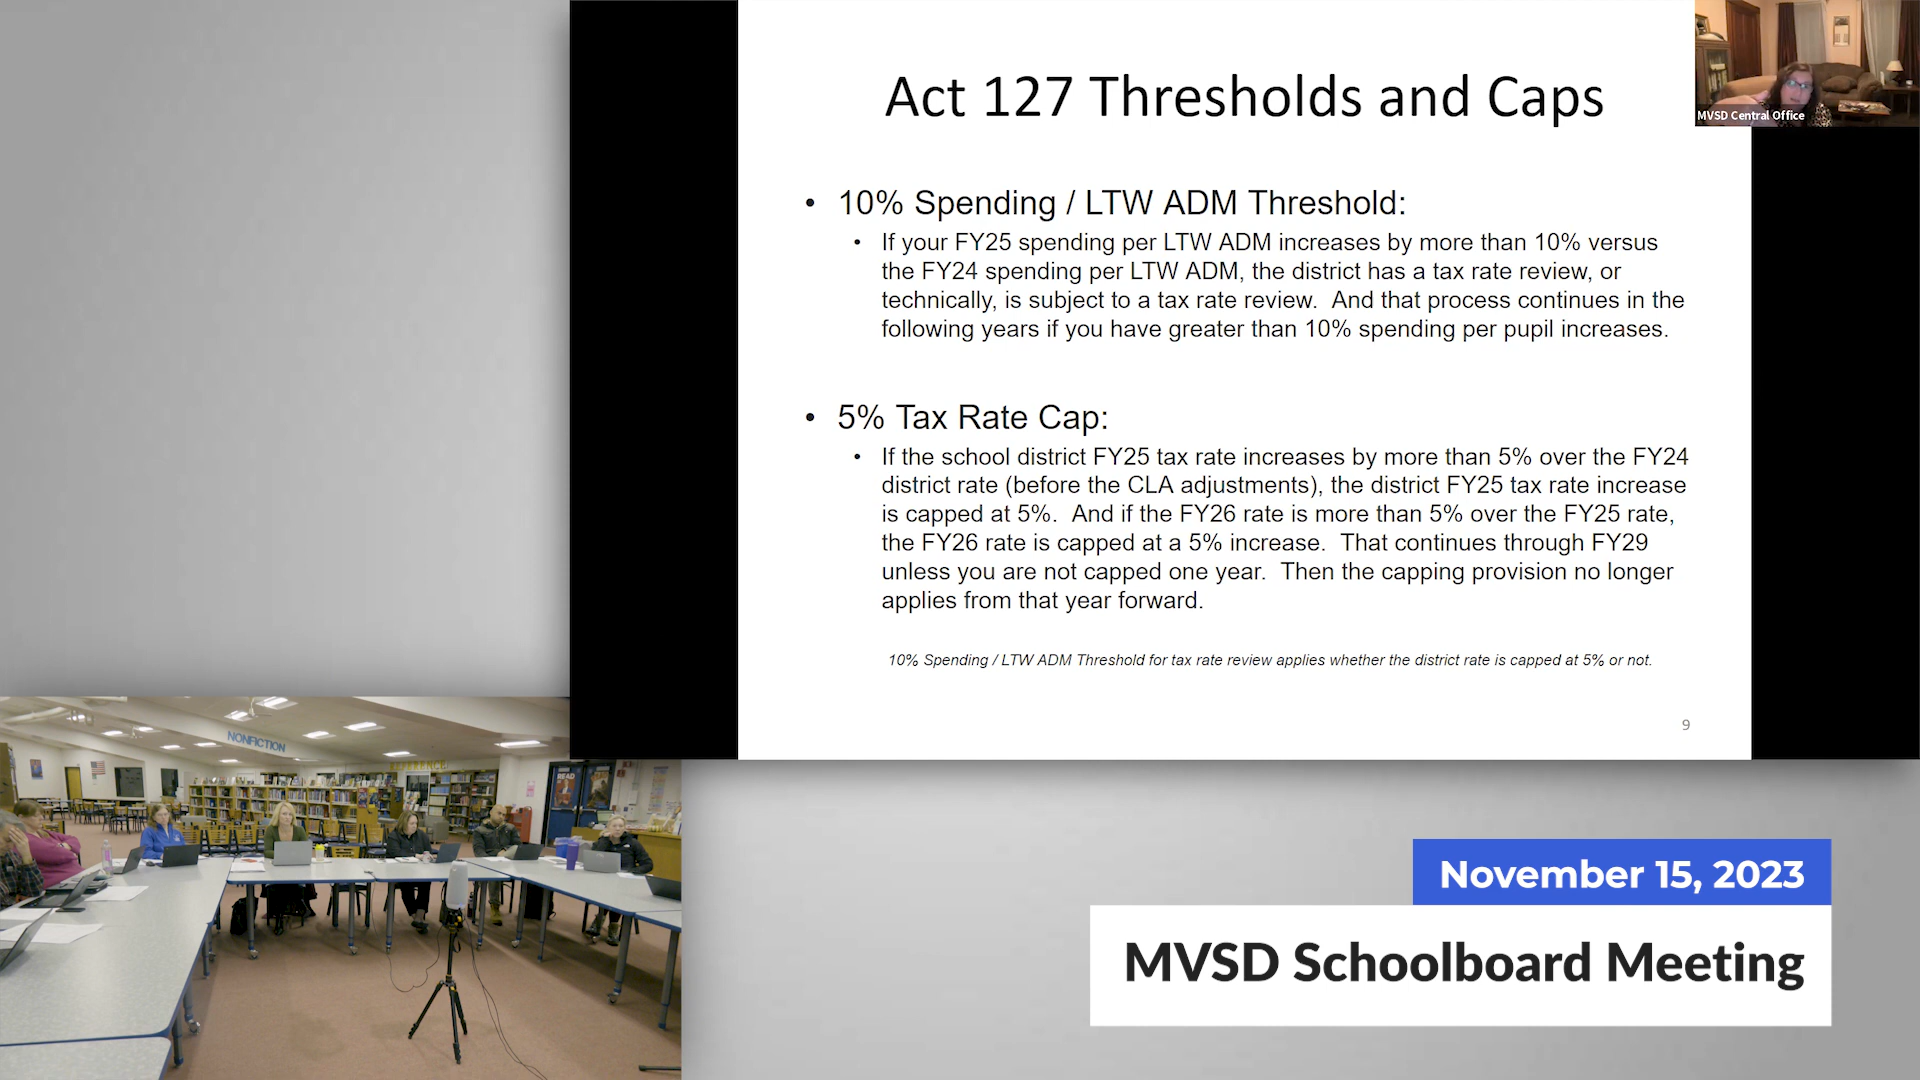 Act 127 Thresholds and Caps
MVSD Central Office
• 10% Spending / LTW ADM Threshold:
• If your FY25 spending per LTW ADM increases by more than 10% versus
the FY24 spending per LTW ADM, the district has a tax rate review, or
technically, is subject to a tax rate review.  And that process continues in the
following years if you have greater than 10% spending per pupil increases.
• 5% Tax Rate Cap:
• If the school district FY25 tax rate increases by more than 5% over the FY24
district rate (before the CLA adjustments), the district FY25 tax rate increase
is capped at 5%.  And if the FY26 rate is more than 5% over the FY25 rate,
the FY26 rate is capped at a 5% increase.  That continues through FY29
unless you are not capped one year.  Then the capping provision no longer
applies from that year forward.
10% Spending / LTW ADM Threshold for tax rate review applies whether the district rate is capped at 5% or not.
9
NONFICTION
REFERENCE
READ
November 15, 2023
MVSD Schoolboard Meeting